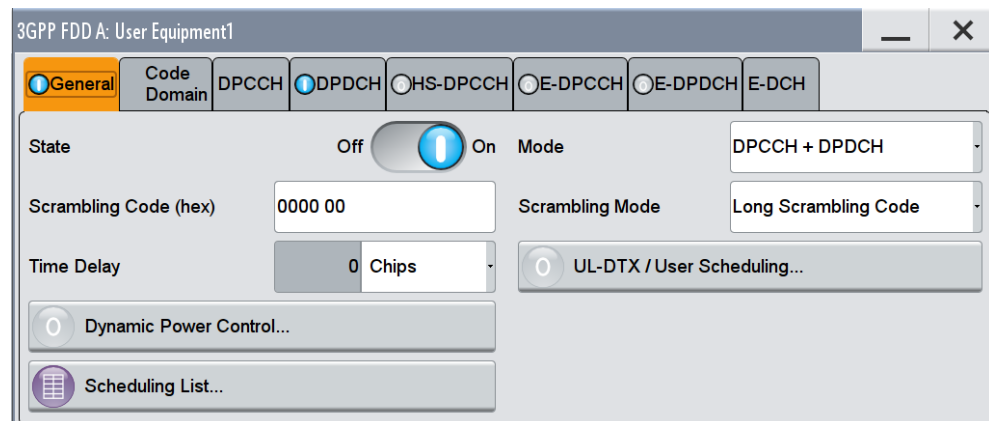 3GPP FDD A: User Equipment1
General
Code Domain
DPCCH
DPDCH
HS-DPCCH
E-DPCCH
E-DPDCH
E-DCH
State Off On Mode DPCCH + DPDCH
Scrambling Code (hex) 0000 00 Scrambling Mode Long Scrambling Code
Time Delay 0 Chips UL-DTX / User Scheduling...
Dynamic Power Control...
Scheduling List...